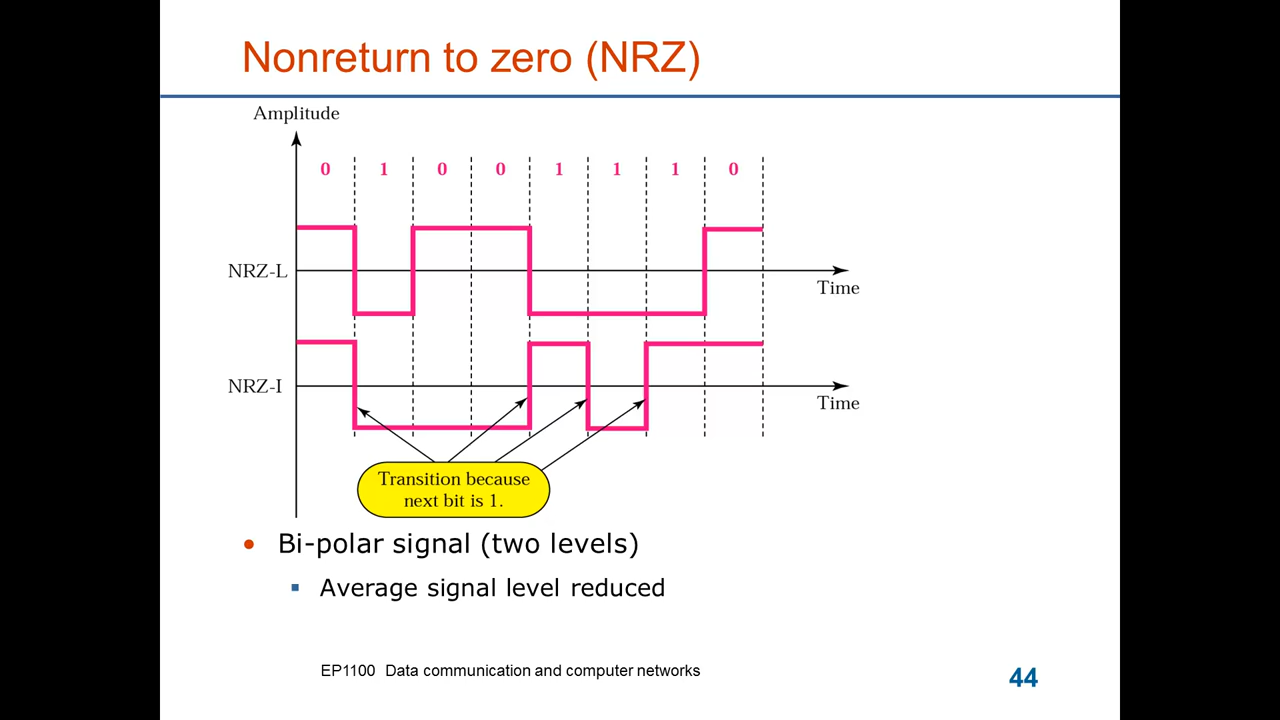 Nonreturn to zero (NRZ)
Amplitude
0 1 0 0 1 1 1 0
NRZ-L
Time
NRZ-I
Time
Transition because
next bit is 1.
• Bi-polar signal (two levels)
▪ Average signal level reduced
EP1100 Data communication and computer networks
44